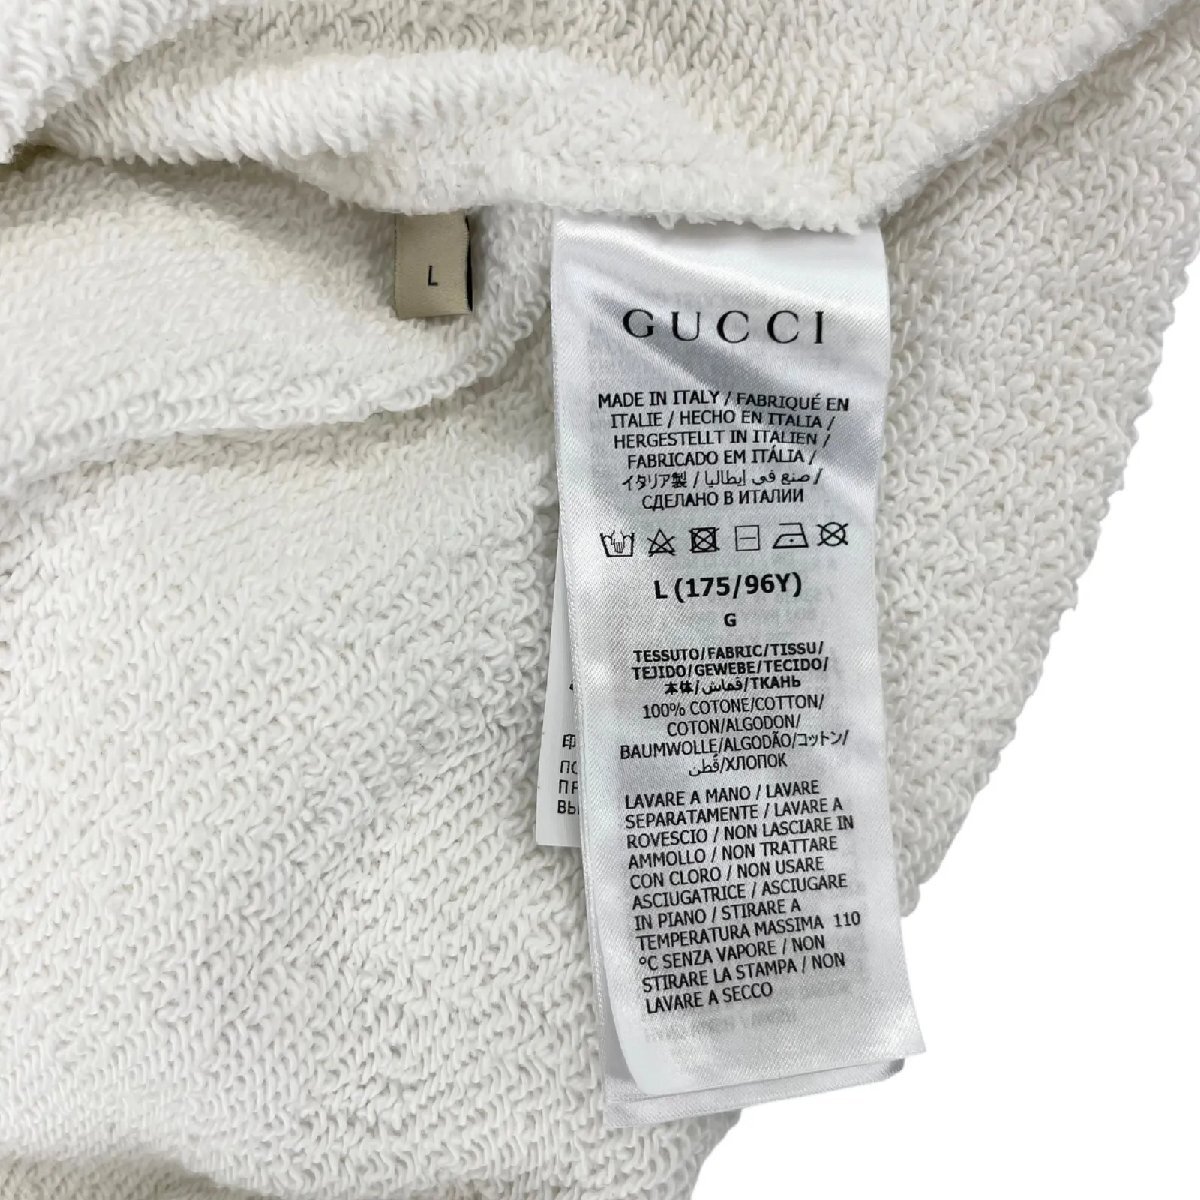 L
GUCCI
MADE IN ITALY / FABRIQUÉ EN
ITALIE / HECHO EN ITALIA /
HERGESTELLT IN ITALIEN /
FABRICADO EM ITÁLIA /
イタリア製 / صنع في إيطاليا /
СДЕЛАНО В ИТАЛИИ
L (175/96Y)
G
TESSUTO/FABRIC/TISSU/
TEJIDO/GEWEBE/TECIDO/
本体/قماش/ТКАНЬ
100% COTONE/COTTON/
COTON/ALGODON/
BAUMWOLLE/ALGODÃO/コットン/
قُطن/ХЛОПОК
LAVARE A MANO / LAVARE
SEPARATAMENTE / LAVARE A
ROVESCIO / NON LASCIARE IN
AMMOLLO / NON TRATTARE
CON CLORO / NON USARE
ASCIUGATRICE / ASCIUGARE
IN PIANO / STIRARE A
TEMPERATURA MASSIMA 110
°C SENZA VAPORE / NON
STIRARE LA STAMPA / NON
LAVARE A SECCO